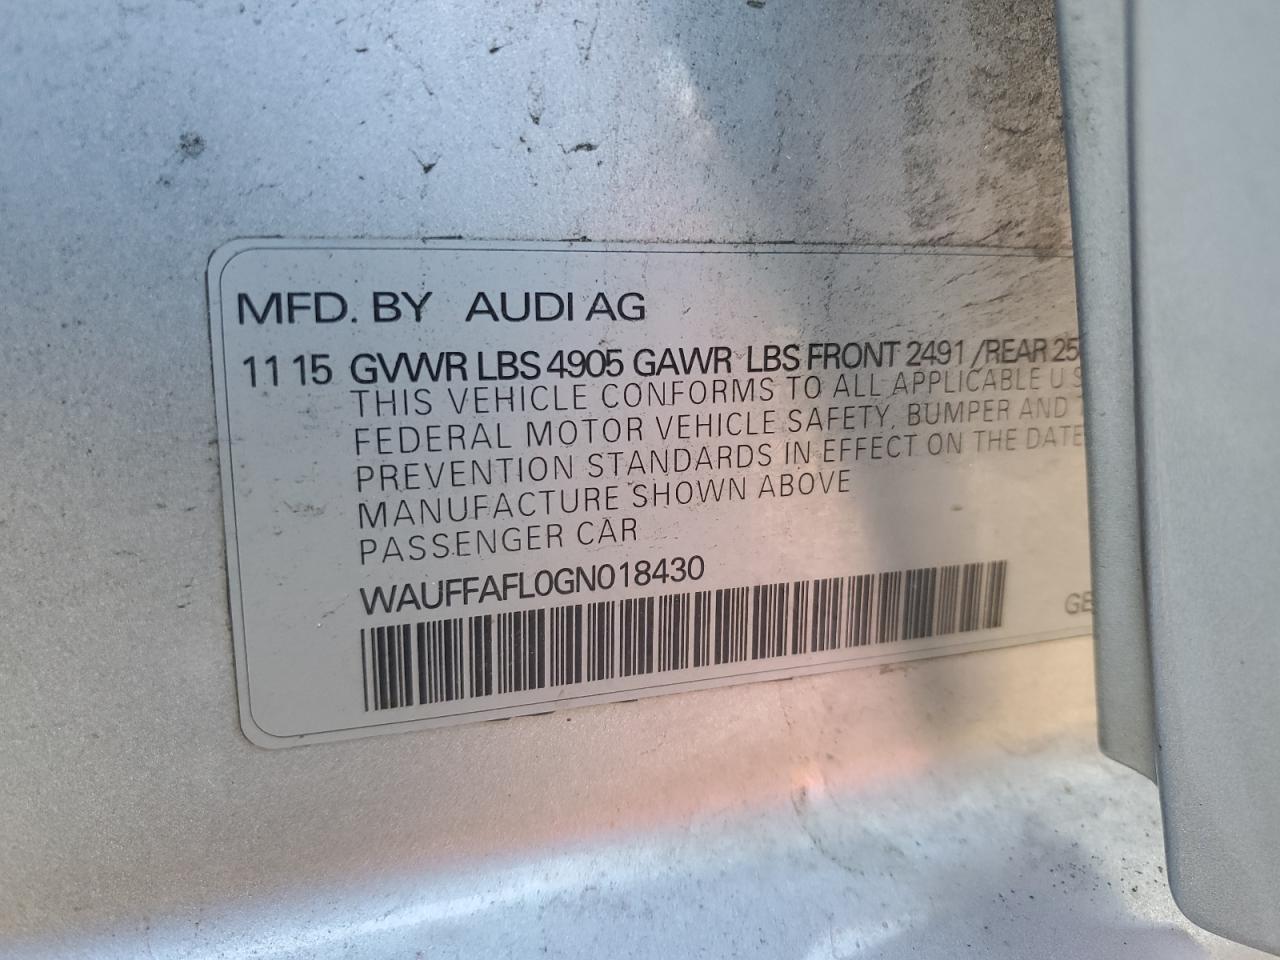 MFD. BY AUDI AG
11 15 GVWR LBS 4905 GAWR LBS FRONT 2491 /REAR 25
THIS VEHICLE CONFORMS TO ALL APPLICABLE U S
FEDERAL MOTOR VEHICLE SAFETY, BUMPER AND T
PREVENTION STANDARDS IN EFFECT ON THE DATE
MANUFACTURE SHOWN ABOVE
PASSENGER CAR
WAUFFAFL0GN018430
GE